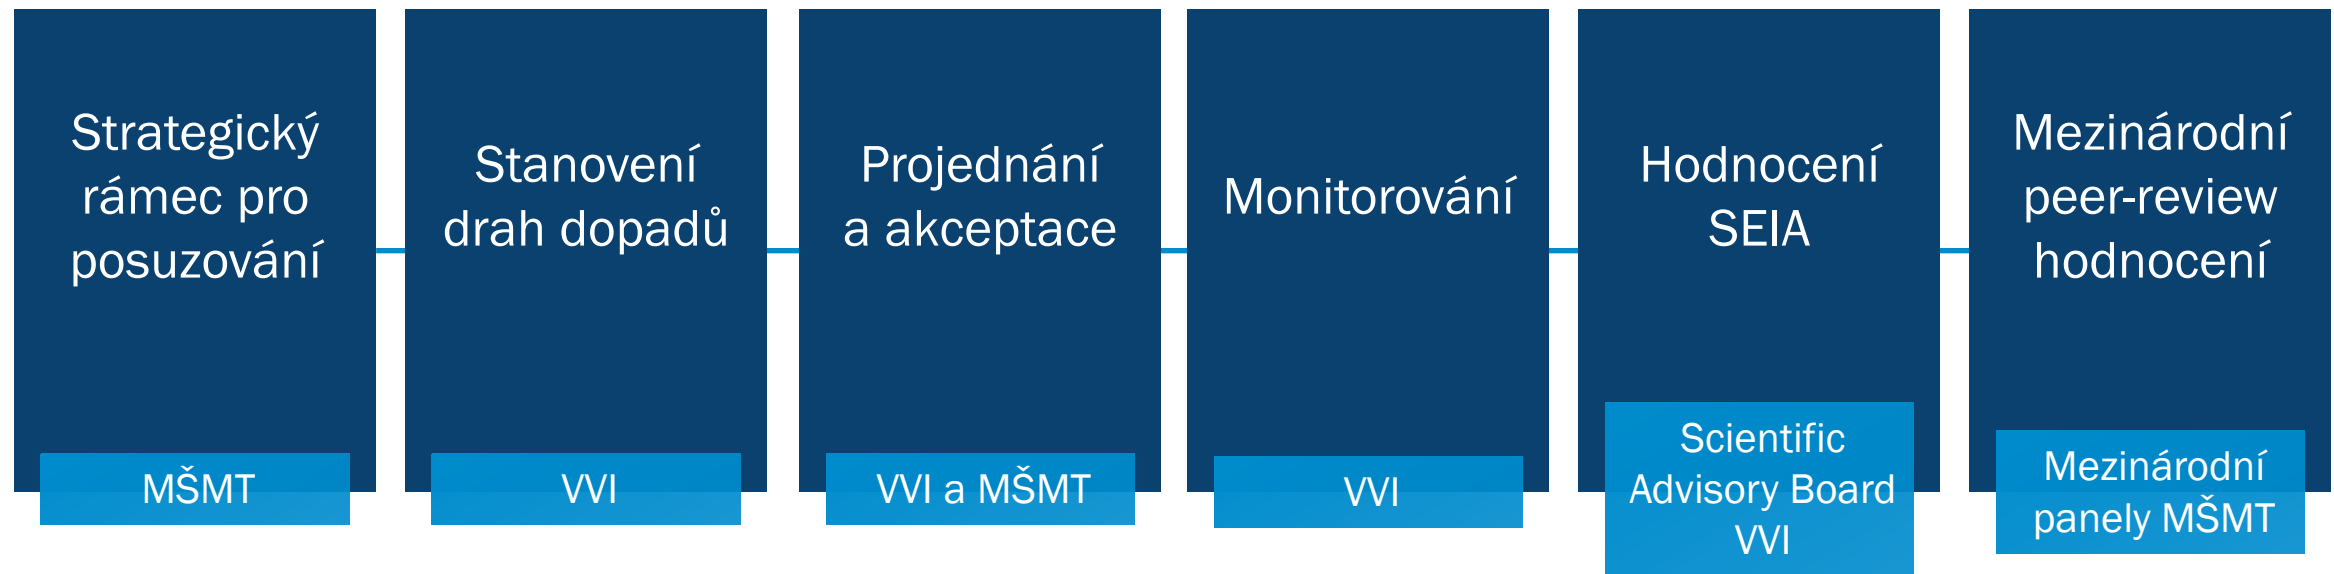 Strategický
rámec pro
posuzování
MŠMT
Stanovení
drah dopadů
VVI
Projednání
a akceptace
VVI a MŠMT
Monitorování
VVI
Hodnocení
SEIA
Scientific
Advisory Board
VVI
Mezinárodní
peer-review
hodnocení
Mezinárodní
panely MŠMT